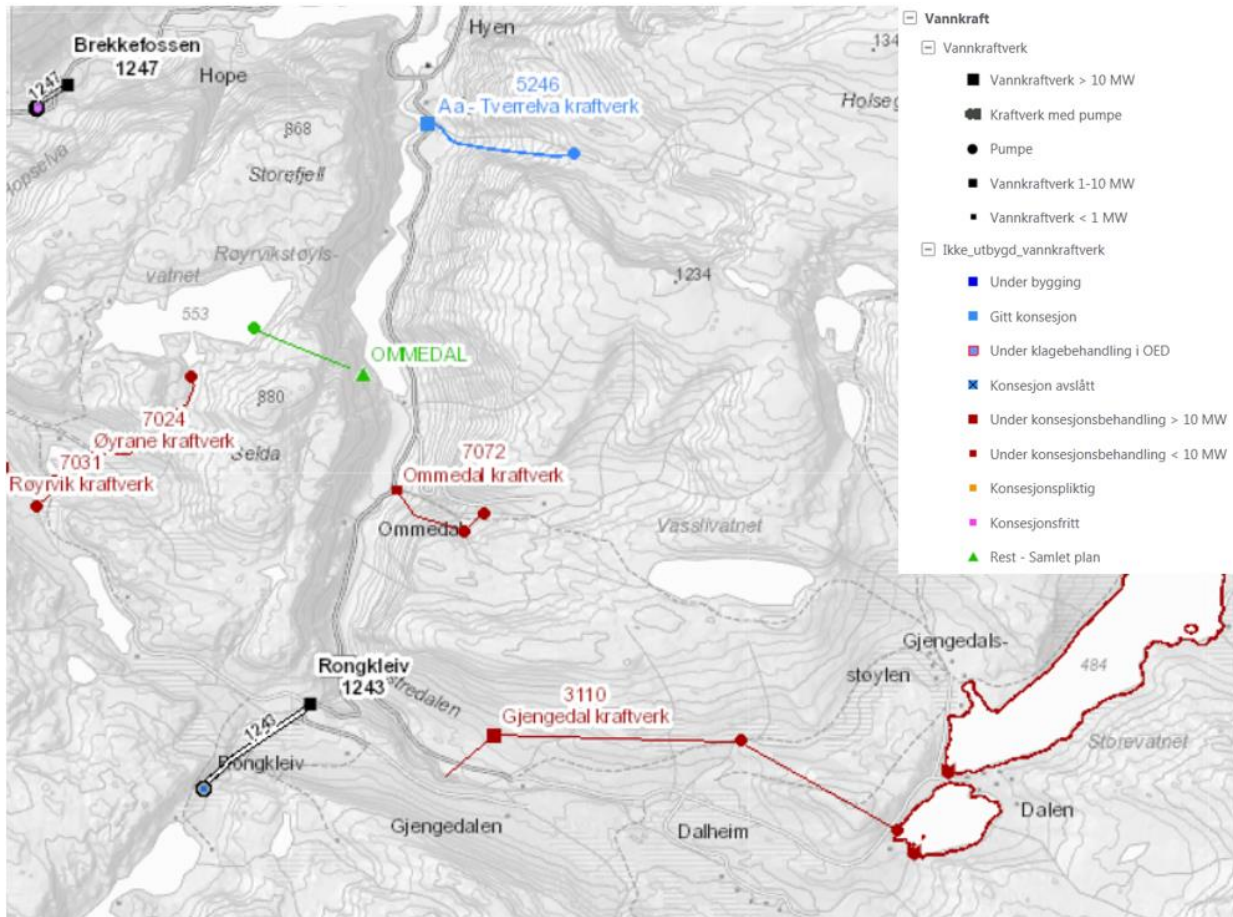 Brekkefossen
1247
1247
Hope
Hyen
5246
Aa - Tverrelva kraftverk
134
Holseg
Hopselva
868
Storefjell
Røyrvikstøyls-
vatnet
553
1234
OMMEDAL
880
7024
Øyrane kraftverk
Selda
7031
Røyrvik kraftverk
7072
Ommedal kraftverk
Ommedal
Vasslivatnet
Rongkleiv
1243
1243
Rongkleiv
stredalen
3110
Gjengedal kraftverk
Gjengedals-
støylen
484
Storevatnet
Gjengedalen
Dalheim
Dalen
Vannkraft
Vannkraftverk
Vannkraftverk > 10 MW
Kraftverk med pumpe
Pumpe
Vannkraftverk 1-10 MW
Vannkraftverk < 1 MW
Ikke_utbygd_vannkraftverk
Under bygging
Gitt konsesjon
Under klagebehandling i OED
Konsesjon avslått
Under konsesjonsbehandling > 10 MW
Under konsesjonsbehandling < 10 MW
Konsesjonspliktig
Konsesjonsfritt
Rest - Samlet plan